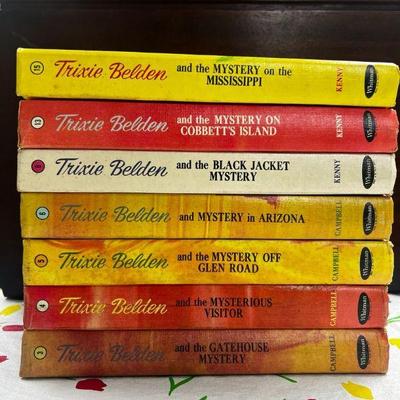 15 Trixie Belden and the MYSTERY on the MISSISSIPPI KENNY Whitman
13 Trixie Belden and the MYSTERY ON COBBETT'S ISLAND KENNY Whitman
8 Trixie Belden and the BLACK JACKET MYSTERY KENNY Whitman
6 Trixie Belden and MYSTERY in ARIZONA CAMPBELL Whitman
5 Trixie Belden and the MYSTERY OFF GLEN ROAD CAMPBELL Whitman
4 Trixie Belden and the MYSTERIOUS VISITOR CAMPBELL Whitman
3 Trixie Belden and the GATEHOUSE MYSTERY CAMPBELL Whitman